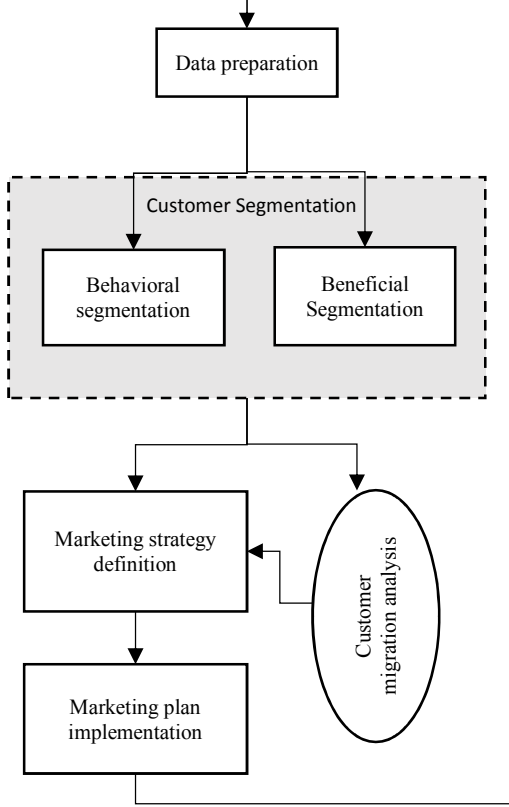 Data preparation
Customer Segmentation
Behavioral
segmentation
Beneficial
Segmentation
Marketing strategy
definition
Customer
migration analysis
Marketing plan
implementation